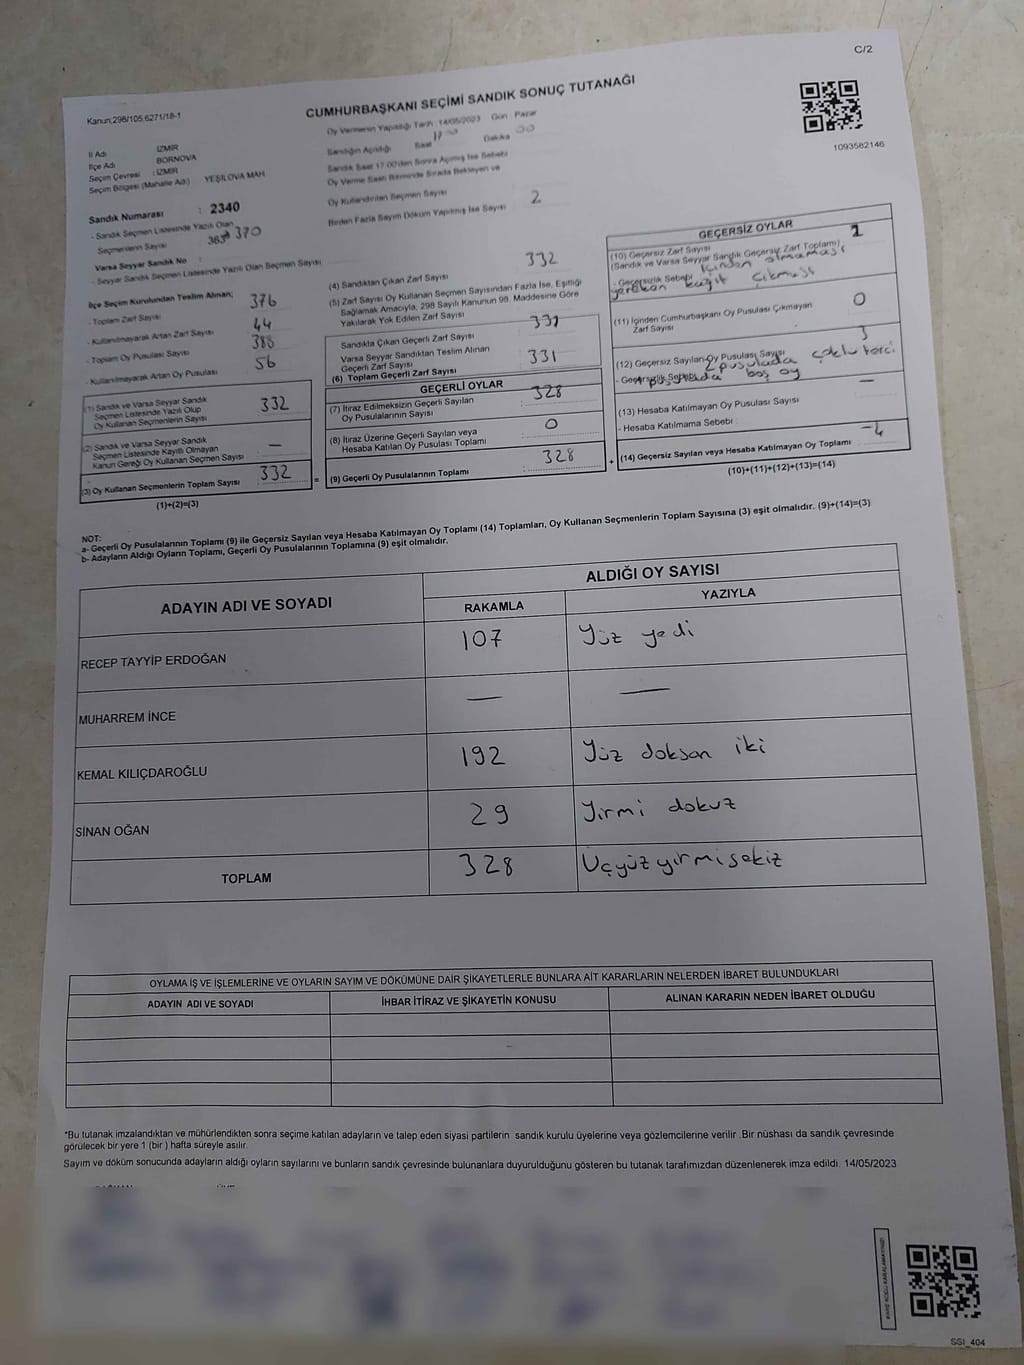 C/2
Kanun;298/105,6271/18-1
CUMHURBAŞKANI SEÇİMİ SANDIK SONUÇ TUTANAĞI
1093582146
İl Adı İZMİR
İlçe Adı BORNOVA
Seçim Çevresi : İZMİR
Seçim Bölgesi (Mahalle Adı) YEŞİLOVA MAH
Sandık Numarası : 2340
- Sandık Seçmen Listesinde Yazılı Olan
Seçmenlerin Sayısı 370
Varsa Seyyar Sandık No :
- Seyyar Sandık Seçmen Listesinde Yazılı Olan Seçmen Sayısı
İlçe Seçim Kurulundan Teslim Alınan;
- Toplam Zarf Sayısı 376
- Kullanılmayarak Artan Zarf Sayısı 44
- Toplam Oy Pusulası Sayısı 388
- Kullanılmayarak Artan Oy Pusulası 56
(1) Sandık ve Varsa Seyyar Sandık
Seçmen Listesinde Yazılı Olup
Oy Kullanan Seçmenlerin Sayısı 332
(2) Sandık ve Varsa Seyyar Sandık
Seçmen Listesinde Kayıtlı Olmayan
Kanun Gereği Oy Kullanan Seçmen Sayısı —
(3) Oy Kullanan Seçmenlerin Toplam Sayısı 332 =
(1)+(2)=(3)
Oy Vermenin Yapıldığı Tarih 14/05/2023 Gün Pazar
Sandığın Açıldığı Saat 17 Dakika 00
Sandık Saat 17.00'den Sonra Açılmış İse Sebebi
Oy Verme Saati Bitiminde Sırada Bekleyen ve
Oy Kullandırılan Seçmen Sayısı
Birden Fazla Sayım Döküm Yapılmış İse Sayısı 2
(4) Sandıktan Çıkan Zarf Sayısı 332
(5) Zarf Sayısı Oy Kullanan Seçmen Sayısından Fazla İse, Eşitliği
Sağlamak Amacıyla, 298 Sayılı Kanunun 98. Maddesine Göre
Yakılarak Yok Edilen Zarf Sayısı
Sandıkta Çıkan Geçerli Zarf Sayısı 331
Varsa Seyyar Sandıktan Teslim Alınan
Geçerli Zarf Sayısı
(6) Toplam Geçerli Zarf Sayısı 331
GEÇERLİ OYLAR
(7) İtiraz Edilmeksizin Geçerli Sayılan
Oy Pusulalarının Sayısı 328
(8) İtiraz Üzerine Geçerli Sayılan veya
Hesaba Katılan Oy Pusulası Toplamı 0
(9) Geçerli Oy Pusulalarının Toplamı 328 +
GEÇERSİZ OYLAR
(10) Geçersiz Zarf Sayısı 1
(Sandık ve Varsa Seyyar Sandık Geçersiz Zarf Toplamı)
- Geçersizlik Sebebi İçinden olmaması
gereken kağıt çıkması
(11) İçinden Cumhurbaşkanı Oy Pusulası Çıkmayan
Zarf Sayısı 0
(12) Geçersiz Sayılan Oy Pusulası Sayısı 3
- Geçersizlik Sebebi 2 pusulada çoklu terci
1 pusulada boş oy
(13) Hesaba Katılmayan Oy Pusulası Sayısı —
- Hesaba Katılmama Sebebi :
(14) Geçersiz Sayılan veya Hesaba Katılmayan Oy Toplamı 4
(10)+(11)+(12)+(13)=(14)
NOT:
a- Geçerli Oy Pusulalarının Toplamı (9) ile Geçersiz Sayılan veya Hesaba Katılmayan Oy Toplamı (14) Toplamları, Oy Kullanan Seçmenlerin Toplam Sayısına (3) eşit olmalıdır. (9)+(14)=(3)
b- Adayların Aldığı Oyların Toplamı, Geçerli Oy Pusulalarının Toplamına (9) eşit olmalıdır.
ADAYIN ADI VE SOYADI
ALDIĞI OY SAYISI
RAKAMLA YAZIYLA
RECEP TAYYİP ERDOĞAN 107 Yüz yedi
MUHARREM İNCE — —
KEMAL KILIÇDAROĞLU 192 Yüz doksan iki
SİNAN OĞAN 29 Yirmi dokuz
TOPLAM 328 Üçyüzyirmisekiz
OYLAMA İŞ VE İŞLEMLERİNE VE OYLARIN SAYIM VE DÖKÜMÜNE DAİR ŞİKAYETLERLE BUNLARA AİT KARARLARIN NELERDEN İBARET BULUNDUKLARI
ADAYIN ADI VE SOYADI İHBAR İTİRAZ VE ŞİKAYETİN KONUSU ALINAN KARARIN NEDEN İBARET OLDUĞU
*Bu tutanak imzalandıktan ve mühürlendikten sonra seçime katılan adayların ve talep eden siyasi partilerin sandık kurulu üyelerine veya gözlemcilerine verilir .Bir nüshası da sandık çevresinde
görülecek bir yere 1 (bir ) hafta süreyle asılır.
Sayım ve döküm sonucunda adayların aldığı oyların sayılarını ve bunların sandık çevresinde bulunanlara duyurulduğunu gösteren bu tutanak tarafımızdan düzenlenerek imza edildi. 14/05/2023
SSI_404